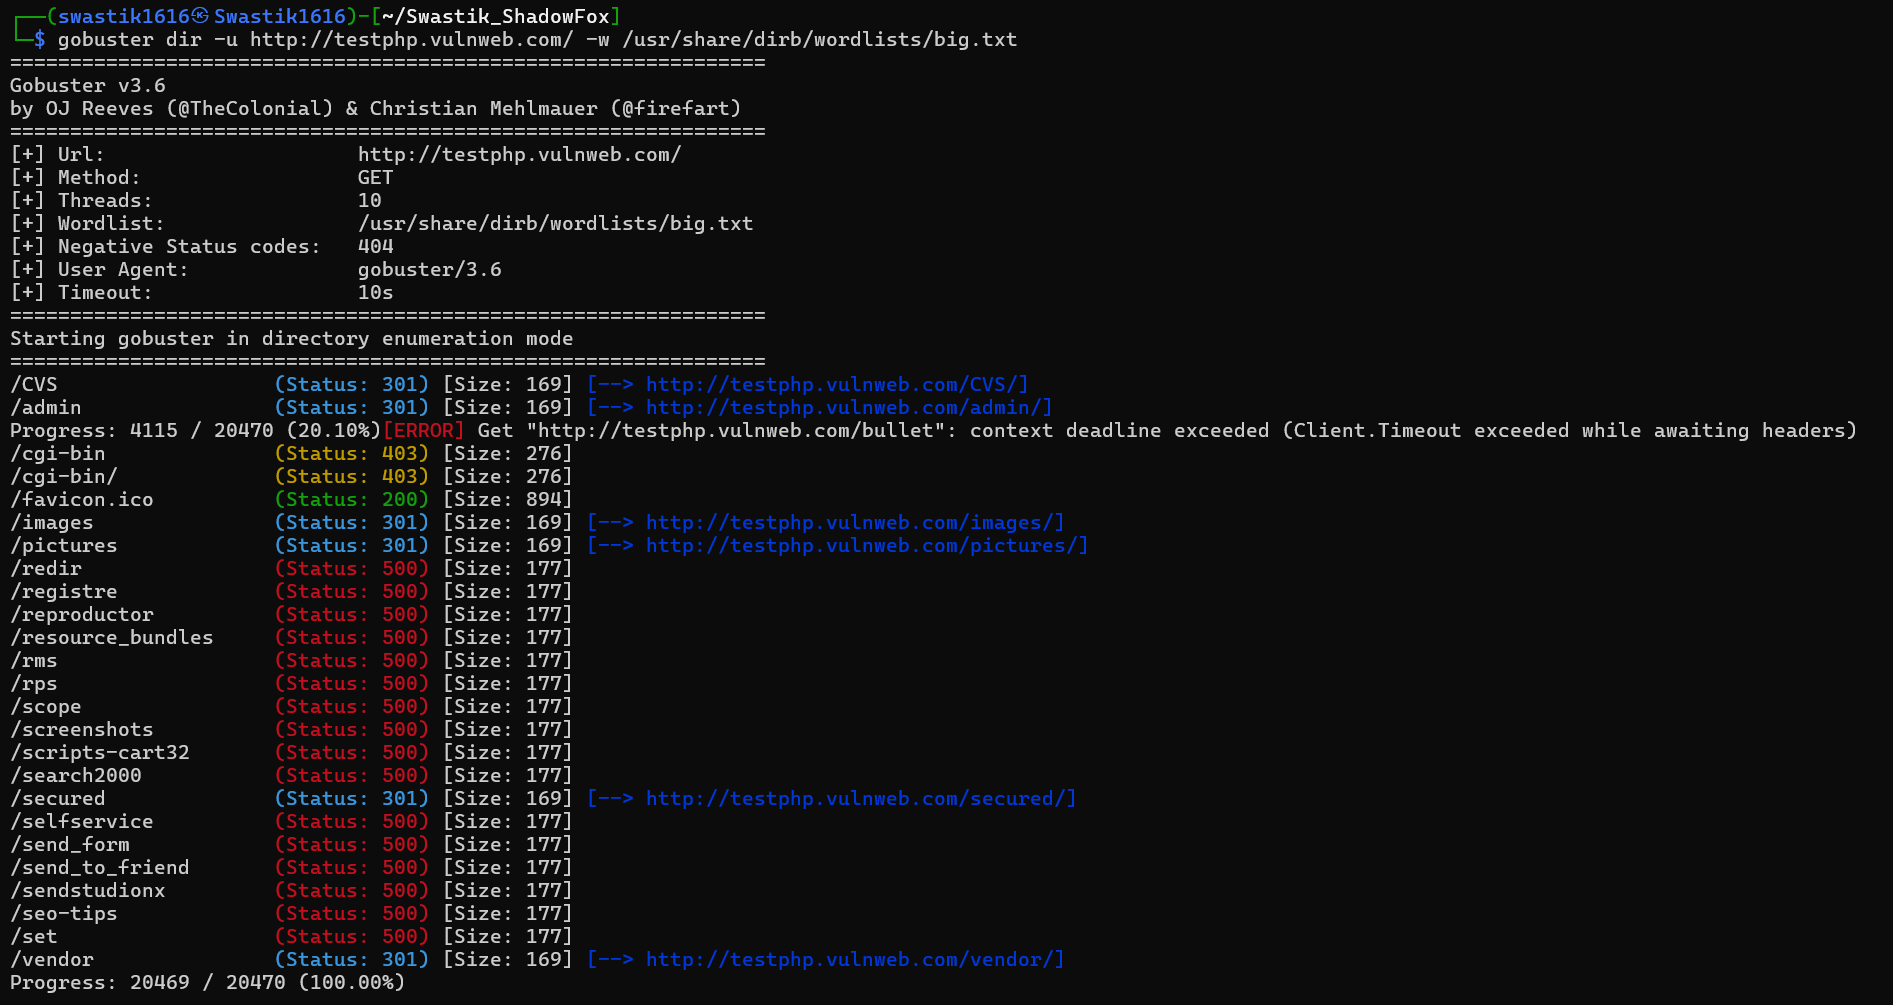 ┌──(swastik1616㉿Swastik1616)-[~/Swastik_ShadowFox]
└─$ gobuster dir -u http://testphp.vulnweb.com/ -w /usr/share/dirb/wordlists/big.txt
===============================================================
Gobuster v3.6
by OJ Reeves (@TheColonial) & Christian Mehlmauer (@firefart)
===============================================================
[+] Url:                     http://testphp.vulnweb.com/
[+] Method:                  GET
[+] Threads:                 10
[+] Wordlist:                /usr/share/dirb/wordlists/big.txt
[+] Negative Status codes:   404
[+] User Agent:              gobuster/3.6
[+] Timeout:                 10s
===============================================================
Starting gobuster in directory enumeration mode
===============================================================
/CVS                  (Status: 301) [Size: 169] [--> http://testphp.vulnweb.com/CVS/]
/admin                (Status: 301) [Size: 169] [--> http://testphp.vulnweb.com/admin/]
Progress: 4115 / 20470 (20.10%)[ERROR] Get "http://testphp.vulnweb.com/bullet": context deadline exceeded (Client.Timeout exceeded while awaiting headers)
/cgi-bin              (Status: 403) [Size: 276]
/cgi-bin/             (Status: 403) [Size: 276]
/favicon.ico          (Status: 200) [Size: 894]
/images               (Status: 301) [Size: 169] [--> http://testphp.vulnweb.com/images/]
/pictures             (Status: 301) [Size: 169] [--> http://testphp.vulnweb.com/pictures/]
/redir                (Status: 500) [Size: 177]
/registre             (Status: 500) [Size: 177]
/reproductor          (Status: 500) [Size: 177]
/resource_bundles     (Status: 500) [Size: 177]
/rms                  (Status: 500) [Size: 177]
/rps                  (Status: 500) [Size: 177]
/scope                (Status: 500) [Size: 177]
/screenshots          (Status: 500) [Size: 177]
/scripts-cart32       (Status: 500) [Size: 177]
/search2000           (Status: 500) [Size: 177]
/secured              (Status: 301) [Size: 169] [--> http://testphp.vulnweb.com/secured/]
/selfservice          (Status: 500) [Size: 177]
/send_form            (Status: 500) [Size: 177]
/send_to_friend       (Status: 500) [Size: 177]
/sendstudionx         (Status: 500) [Size: 177]
/seo-tips             (Status: 500) [Size: 177]
/set                  (Status: 500) [Size: 177]
/vendor               (Status: 301) [Size: 169] [--> http://testphp.vulnweb.com/vendor/]
Progress: 20469 / 20470 (100.00%)